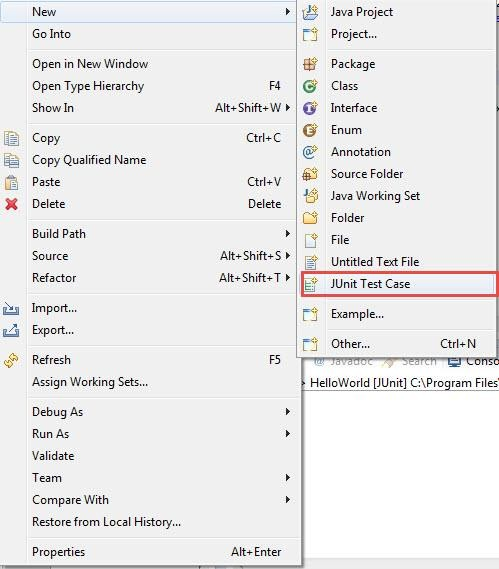 New
Go Into
Open in New Window
Open Type Hierarchy F4
Show In Alt+Shift+W
Copy Ctrl+C
Copy Qualified Name
Paste Ctrl+V
Delete Delete
Build Path
Source Alt+Shift+S
Refactor Alt+Shift+T
Import...
Export...
Refresh F5
Assign Working Sets...
Debug As
Run As
Validate
Team
Compare With
Restore from Local History...
Properties Alt+Enter
Java Project
Project...
Package
Class
Interface
Enum
Annotation
Source Folder
Java Working Set
Folder
File
Untitled Text File
JUnit Test Case
Example...
Other... Ctrl+N
@ Javadoc Search Conso
HelloWorld [JUnit] C:\Program Files\